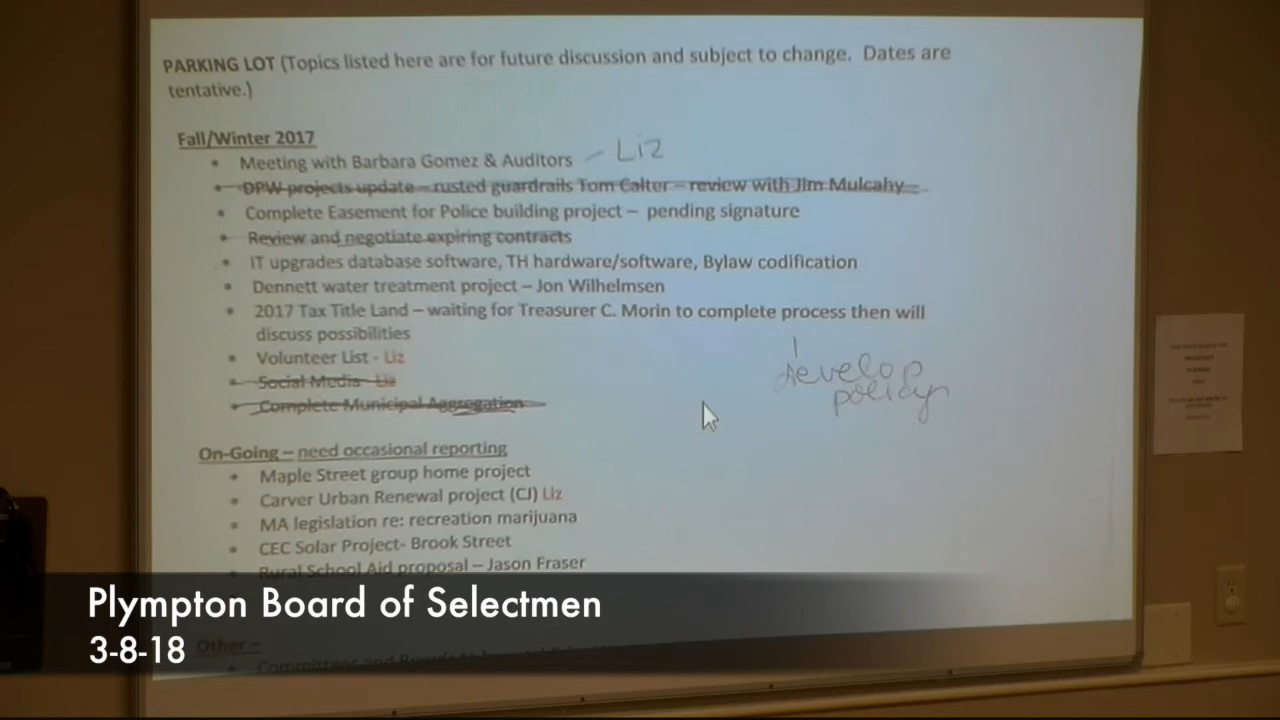 PARKING LOT (Topics listed here are for future discussion and subject to change. Dates are
tentative.)
Fall/Winter 2017
• Meeting with Barbara Gomez & Auditors – Liz
• DPW projects update – rusted guardrails Tom Calter – review with Jim Mulcahy
• Complete Easement for Police building project – pending signature
• Review and negotiate expiring contracts
• IT upgrades database software, TH hardware/software, Bylaw codification
• Dennett water treatment project – Jon Wilhelmsen
• 2017 Tax Title Land – waiting for Treasurer C. Morin to complete process then will
discuss possibilities
• Volunteer List - Liz
develop
policy
• Social Media - Liz
• Complete Municipal Aggregation
On-Going – need occasional reporting
• Maple Street group home project
• Carver Urban Renewal project (CJ) Liz
• MA legislation re: recreation marijuana
• CEC Solar Project- Brook Street
• Rural School Aid proposal – Jason Fraser
Plympton Board of Selectmen
3-8-18
Other –
• Committees and Boards